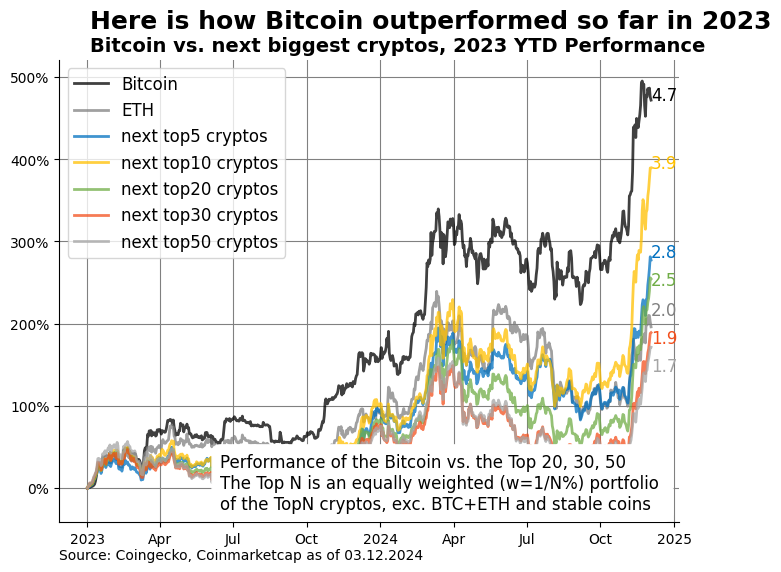 Here is how Bitcoin outperformed so far in 2023
Bitcoin vs. next biggest cryptos, 2023 YTD Performance
500%
400%
300%
200%
100%
0%
Bitcoin
ETH
next top5 cryptos
next top10 cryptos
next top20 cryptos
next top30 cryptos
next top50 cryptos
4.7
3.9
2.8
2.5
2.0
1.9
1.7
Performance of the Bitcoin vs. the Top 20, 30, 50
The Top N is an equally weighted (w=1/N%) portfolio
of the TopN cryptos, exc. BTC+ETH and stable coins
2023 Apr Jul Oct 2024 Apr Jul Oct 2025
Source: Coingecko, Coinmarketcap as of 03.12.2024